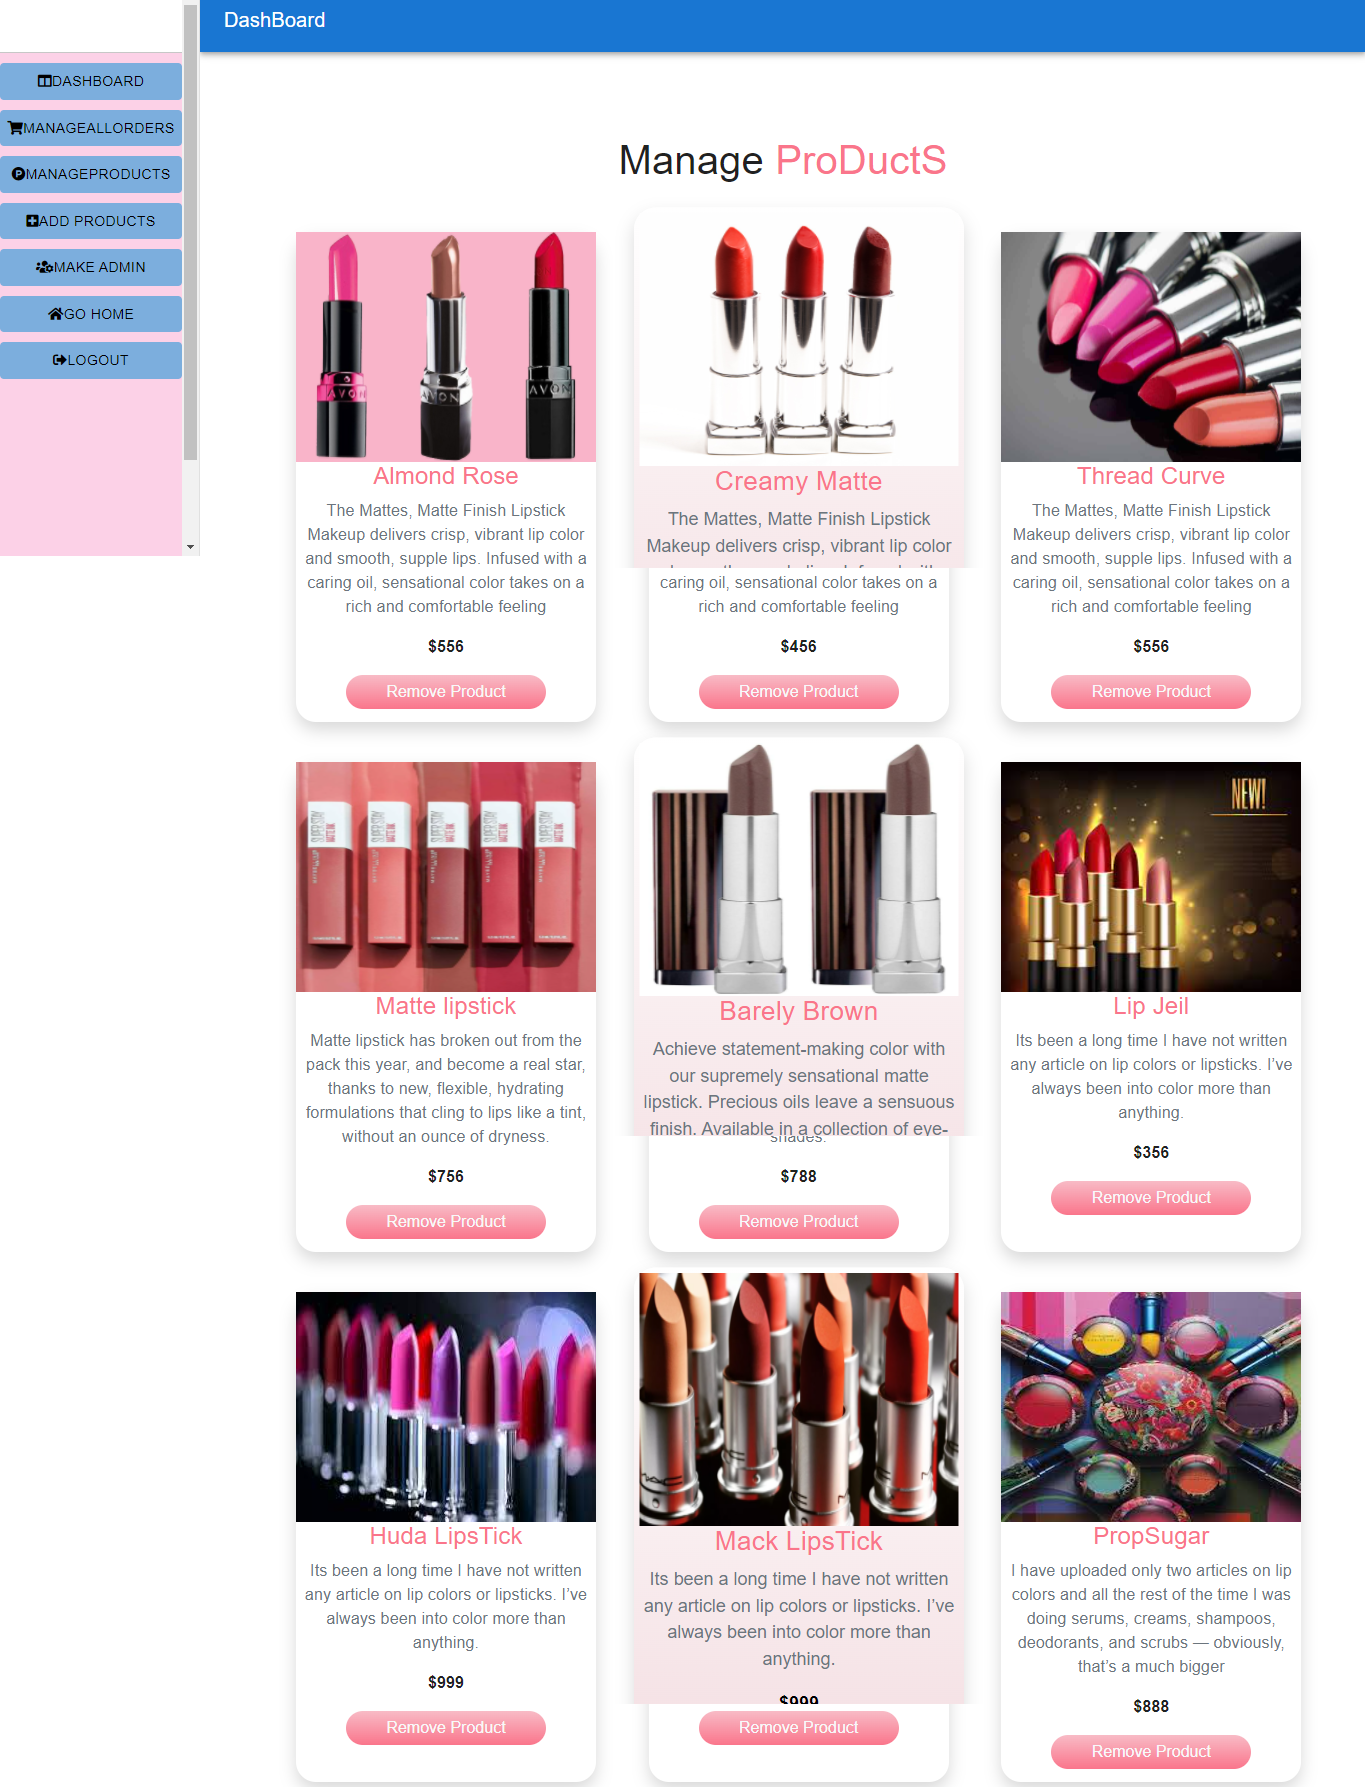 DashBoard
DASHBOARD
MANAGEALLORDERS
MANAGEPRODUCTS
ADD PRODUCTS
MAKE ADMIN
GO HOME
LOGOUT
Manage ProDuctS
AVON
AVON
AVON
Almond Rose
The Mattes, Matte Finish Lipstick
Makeup delivers crisp, vibrant lip color
and smooth, supple lips. Infused with a
caring oil, sensational color takes on a
rich and comfortable feeling
$556
Remove Product
Creamy Matte
The Mattes, Matte Finish Lipstick
Makeup delivers crisp, vibrant lip color
caring oil, sensational color takes on a
rich and comfortable feeling
$456
Remove Product
Thread Curve
The Mattes, Matte Finish Lipstick
Makeup delivers crisp, vibrant lip color
and smooth, supple lips. Infused with a
caring oil, sensational color takes on a
rich and comfortable feeling
$556
Remove Product
SUPERSTAY
MATTE INK
Matte lipstick
Matte lipstick has broken out from the
pack this year, and become a real star,
thanks to new, flexible, hydrating
formulations that cling to lips like a tint,
without an ounce of dryness.
$756
Remove Product
Barely Brown
Achieve statement-making color with
our supremely sensational matte
lipstick. Precious oils leave a sensuous
finish. Available in a collection of eye-
shades.
$788
Remove Product
NEW!
Lip Jeil
Its been a long time I have not written
any article on lip colors or lipsticks. I’ve
always been into color more than
anything.
$356
Remove Product
Huda LipsTick
Its been a long time I have not written
any article on lip colors or lipsticks. I’ve
always been into color more than
anything.
$999
Remove Product
MAC
Mack LipsTick
Its been a long time I have not written
any article on lip colors or lipsticks. I’ve
always been into color more than
anything.
$999
Remove Product
PropSugar
I have uploaded only two articles on lip
colors and all the rest of the time I was
doing serums, creams, shampoos,
deodorants, and scrubs — obviously,
that’s a much bigger
$888
Remove Product